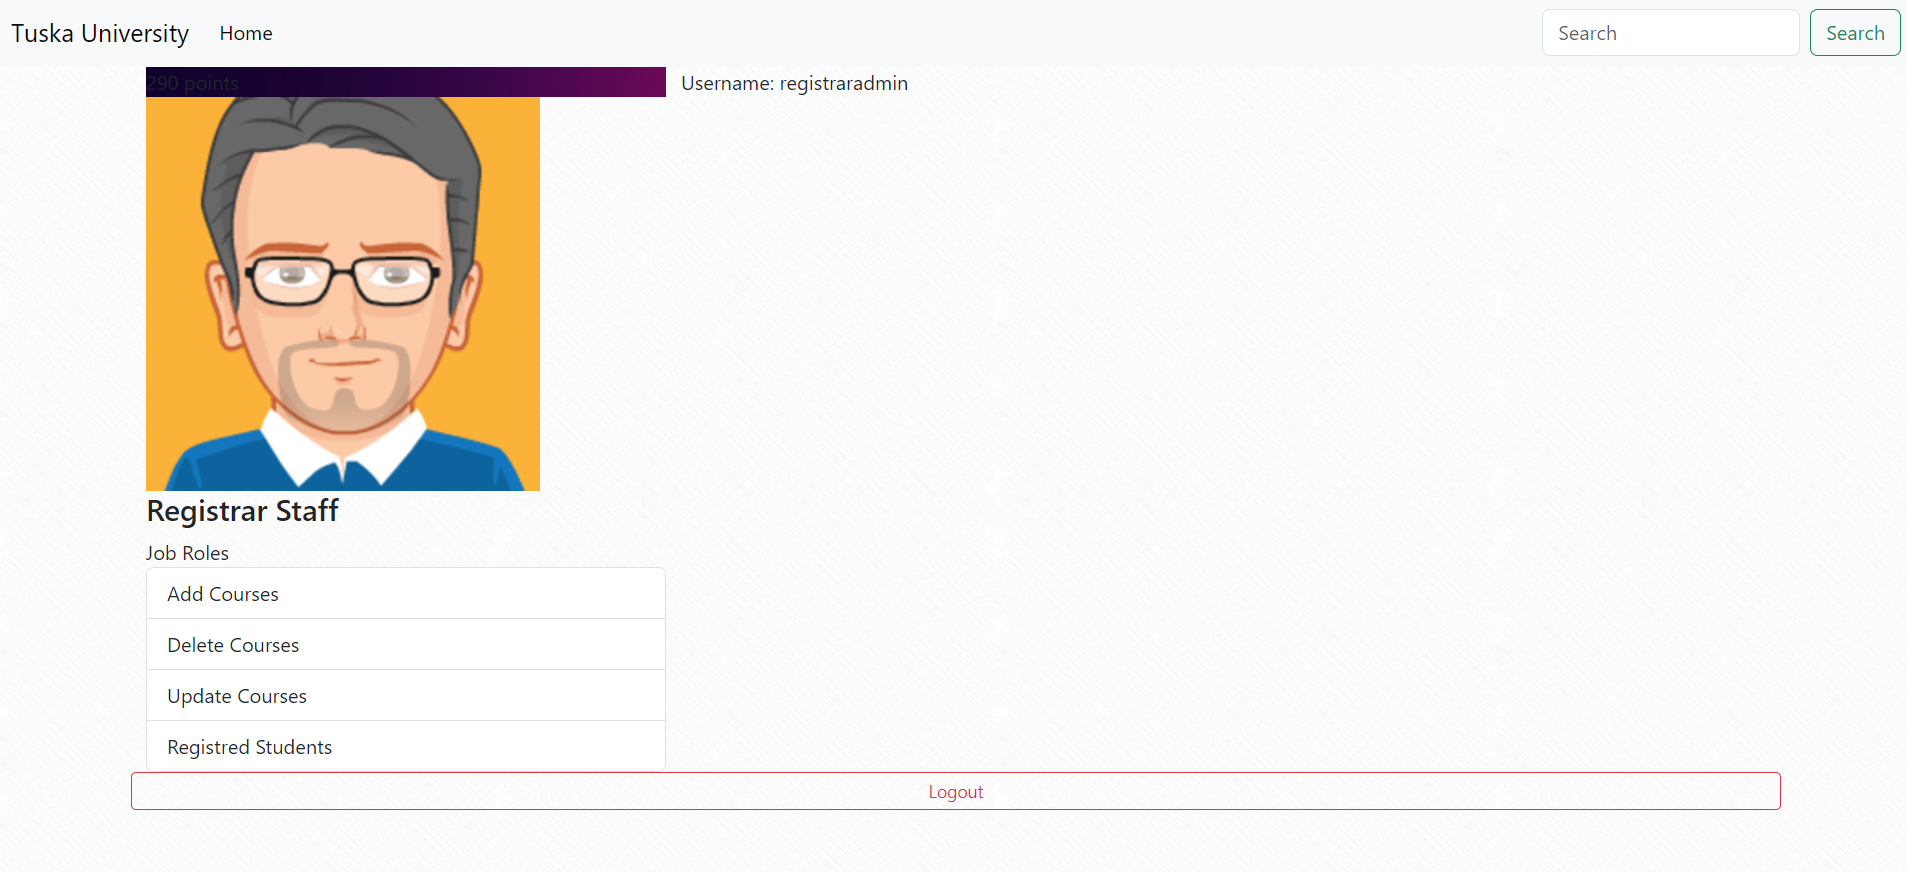 Tuska University Home Search Search
290 points Username: registraradmin
Registrar Staff
Job Roles
Add Courses
Delete Courses
Update Courses
Registred Students
Logout